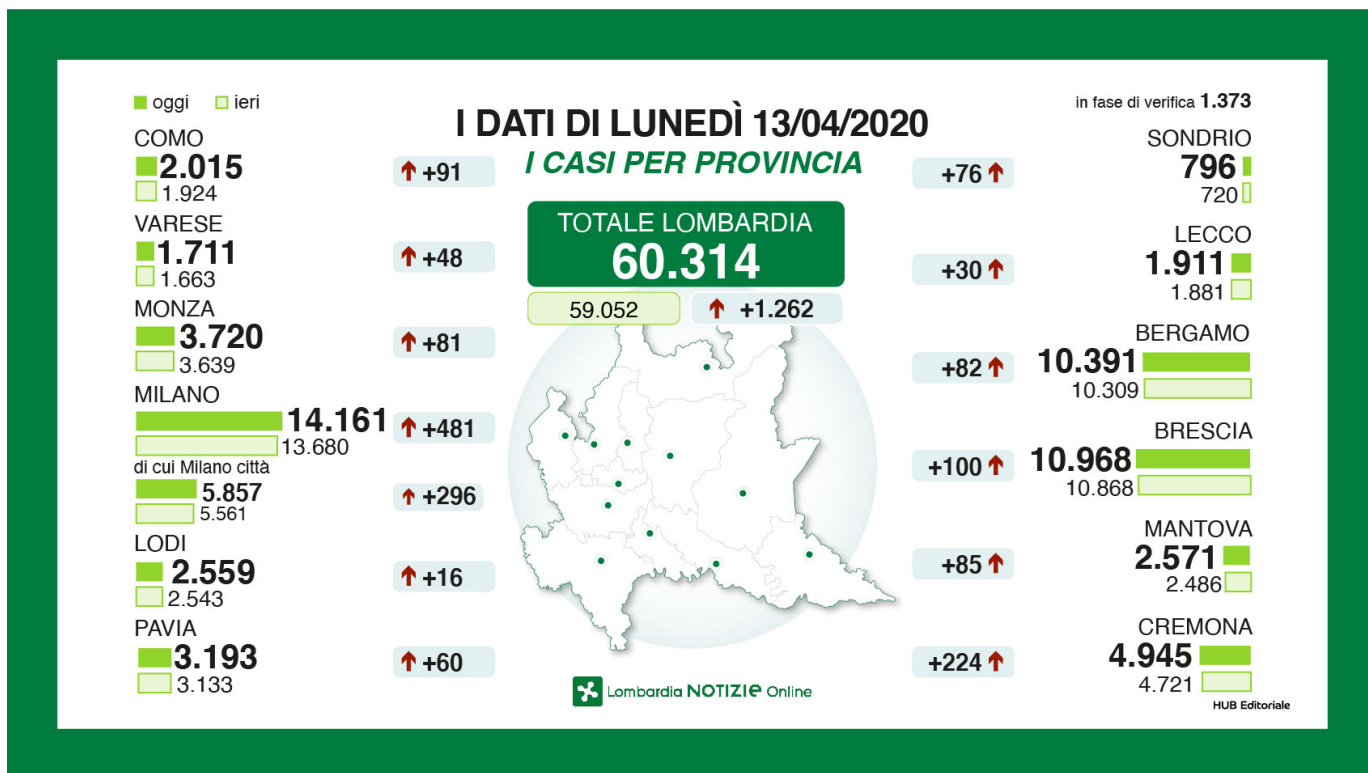 oggi ieri
I DATI DI LUNEDÌ 13/04/2020
I CASI PER PROVINCIA
TOTALE LOMBARDIA
60.314
59.052
+1.262
COMO
2.015
1.924
+91
VARESE
1.711
1.663
+48
MONZA
3.720
3.639
+81
MILANO
14.161
13.680
+481
di cui Milano città
5.857
5.561
+296
LODI
2.559
2.543
+16
PAVIA
3.193
3.133
+60
in fase di verifica 1.373
SONDRIO
796
720
+76
LECCO
1.911
1.881
+30
BERGAMO
10.391
10.309
+82
BRESCIA
10.968
10.868
+100
MANTOVA
2.571
2.486
+85
CREMONA
4.945
4.721
+224
Lombardia NOTIZIE Online
HUB Editoriale